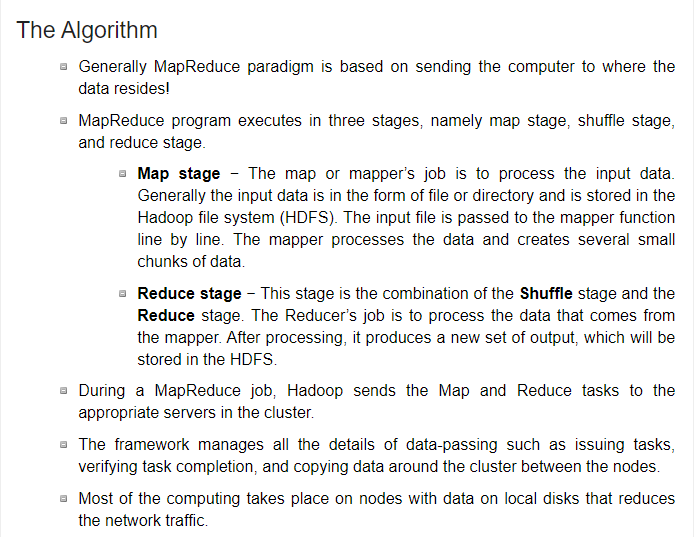 The Algorithm
Generally MapReduce paradigm is based on sending the computer to where the
data resides!
MapReduce program executes in three stages, namely map stage, shuffle stage,
and reduce stage.
Map stage − The map or mapper’s job is to process the input data.
Generally the input data is in the form of file or directory and is stored in the
Hadoop file system (HDFS). The input file is passed to the mapper function
line by line. The mapper processes the data and creates several small
chunks of data.
Reduce stage − This stage is the combination of the Shuffle stage and the
Reduce stage. The Reducer’s job is to process the data that comes from
the mapper. After processing, it produces a new set of output, which will be
stored in the HDFS.
During a MapReduce job, Hadoop sends the Map and Reduce tasks to the
appropriate servers in the cluster.
The framework manages all the details of data-passing such as issuing tasks,
verifying task completion, and copying data around the cluster between the nodes.
Most of the computing takes place on nodes with data on local disks that reduces
the network traffic.